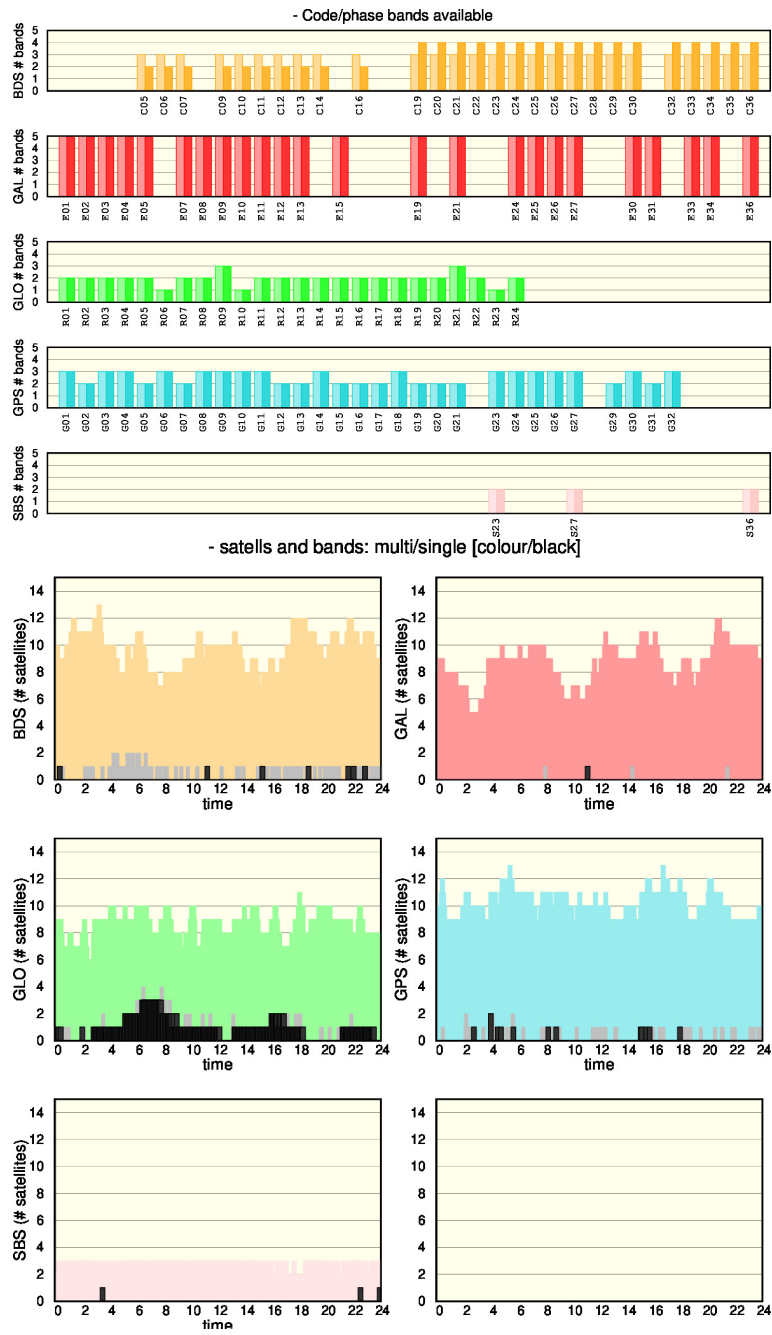 - Code/phase bands available
BDS # bands
5
4
3
2
1
0
C05 C06 C07 C09 C10 C11 C12 C13 C14 C16 C19 C20 C21 C22 C23 C24 C25 C26 C27 C28 C29 C30 C32 C33 C34 C35 C36
GAL # bands
5
4
3
2
1
0
E01 E02 E03 E04 E05 E07 E08 E09 E10 E11 E12 E13 E15 E19 E21 E24 E25 E26 E27 E30 E31 E33 E34 E36
GLO # bands
5
4
3
2
1
0
R01 R02 R03 R04 R05 R06 R07 R08 R09 R10 R11 R12 R13 R14 R15 R16 R17 R18 R19 R20 R21 R22 R23 R24
GPS # bands
5
4
3
2
1
0
G01 G02 G03 G04 G05 G06 G07 G08 G09 G10 G11 G12 G13 G14 G15 G16 G17 G18 G19 G20 G21 G23 G24 G25 G26 G27 G29 G30 G31 G32
SBS # bands
5
4
3
2
1
0
S23 S27 S36
- satells and bands: multi/single [colour/black]
BDS (# satellites)
14
12
10
8
6
4
2
0
0 2 4 6 8 10 12 14 16 18 20 22 24
time
GAL (# satellites)
14
12
10
8
6
4
2
0
0 2 4 6 8 10 12 14 16 18 20 22 24
time
GLO (# satellites)
14
12
10
8
6
4
2
0
0 2 4 6 8 10 12 14 16 18 20 22 24
time
GPS (# satellites)
14
12
10
8
6
4
2
0
0 2 4 6 8 10 12 14 16 18 20 22 24
time
SBS (# satellites)
14
12
10
8
6
4
2
0
0 2 4 6 8 10 12 14 16 18 20 22 24
time
14
12
10
8
6
4
2
0
0 2 4 6 8 10 12 14 16 18 20 22 24